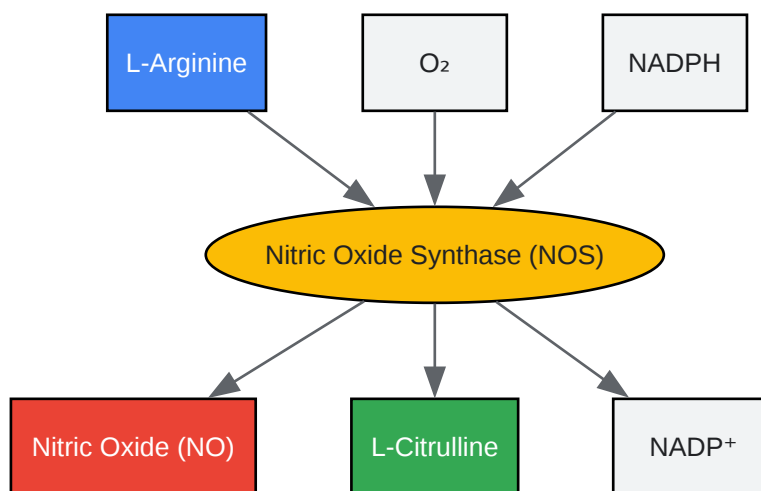 L-Arginine
O₂
NADPH
Nitric Oxide Synthase (NOS)
Nitric Oxide (NO)
L-Citrulline
NADP⁺